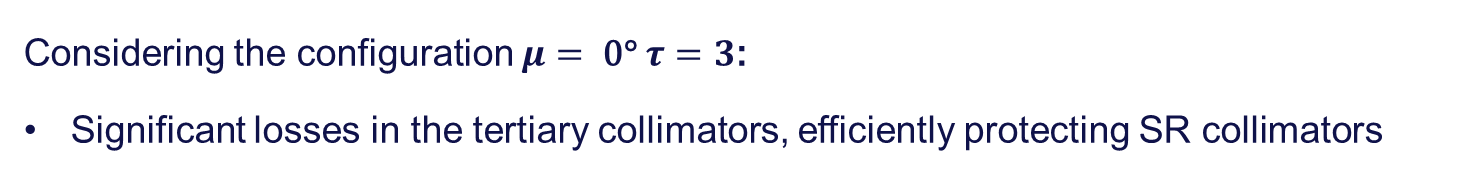 Considering the configuration μ = 0° τ = 3:
• Significant losses in the tertiary collimators, efficiently protecting SR collimators